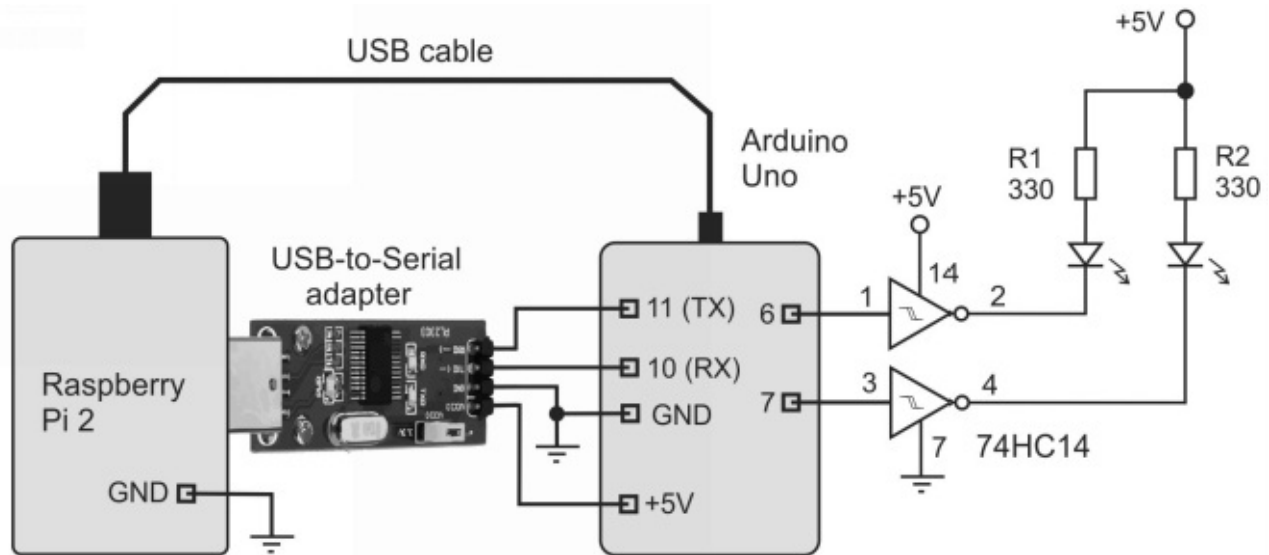 +5V
USB cable
Arduino
Uno
R1
330
R2
330
+5V
USB-to-Serial
adapter
14
1
2
11 (TX)
6
Raspberry
Pi 2
10 (RX)
3
4
GND
7
7
74HC14
GND
+5V